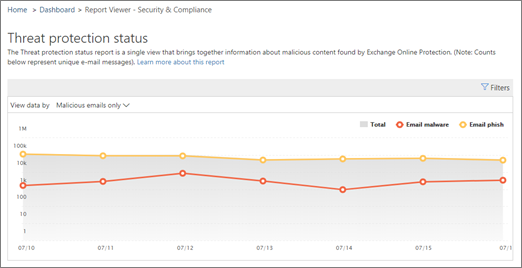 Home > Dashboard > Report Viewer - Security & Compliance
Threat protection status
The Threat protection status report is a single view that brings together information about malicious content found by Exchange Online Protection. (Note: Counts
below represent unique e-mail messages). Learn more about this report
Filters
View data by Malicious emails only
Total Email malware Email phish
1M
100k
10k
1k
100
10
1
07/10 07/11 07/12 07/13 07/14 07/15 07/1